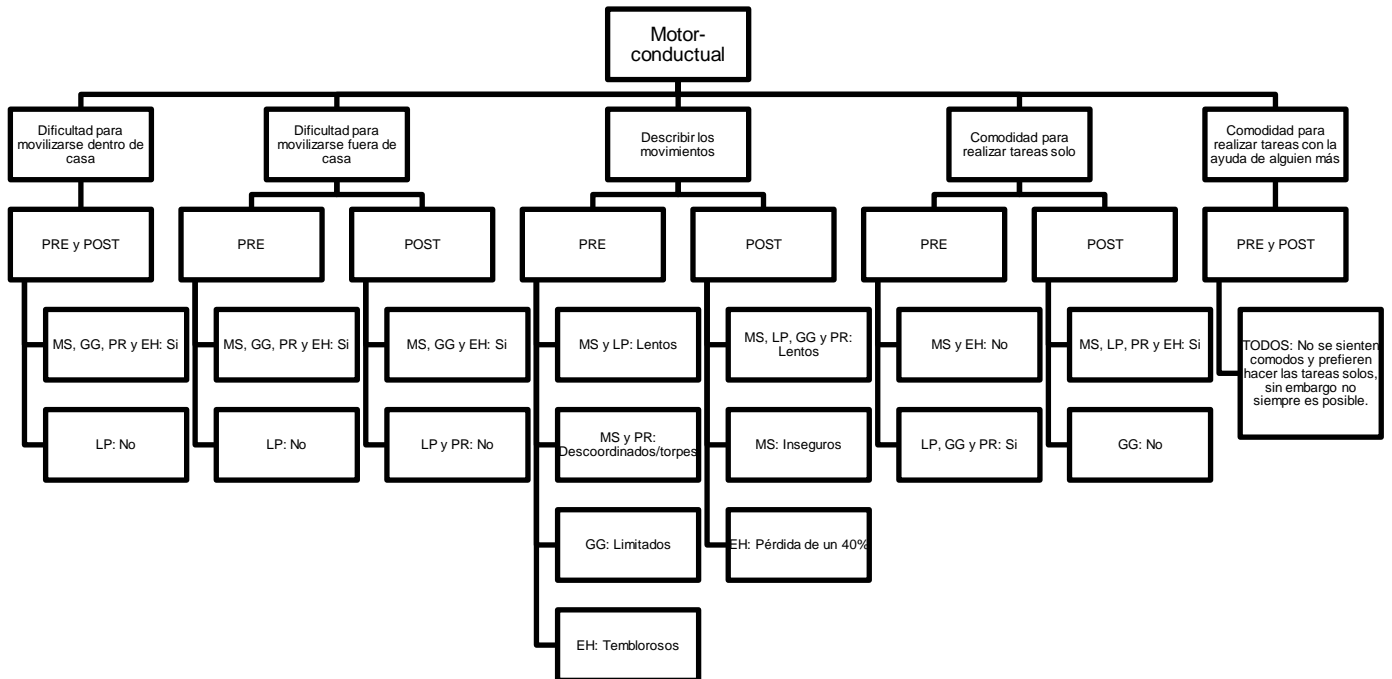 Motor-
conductual
Dificultad para
movilizarse dentro de
casa
Dificultad para
movilizarse fuera de
casa
Describir los
movimientos
Comodidad para
realizar tareas solo
Comodidad para
realizar tareas con la
ayuda de alguien más
PRE y POST
PRE
POST
PRE
POST
PRE
POST
PRE y POST
MS, GG, PR y EH: Si
MS, GG, PR y EH: Si
MS, GG y EH: Si
MS y LP: Lentos
MS, LP, GG y PR:
Lentos
MS y EH: No
MS, LP, PR y EH: Si
TODOS: No se sienten
comodos y prefieren
hacer las tareas solos,
sin embargo no
siempre es posible.
LP: No
LP: No
LP y PR: No
MS y PR:
Descoordinados/torpes
MS: Inseguros
LP, GG y PR: Si
GG: No
GG: Limitados
EH: Pérdida de un 40%
EH: Temblorosos